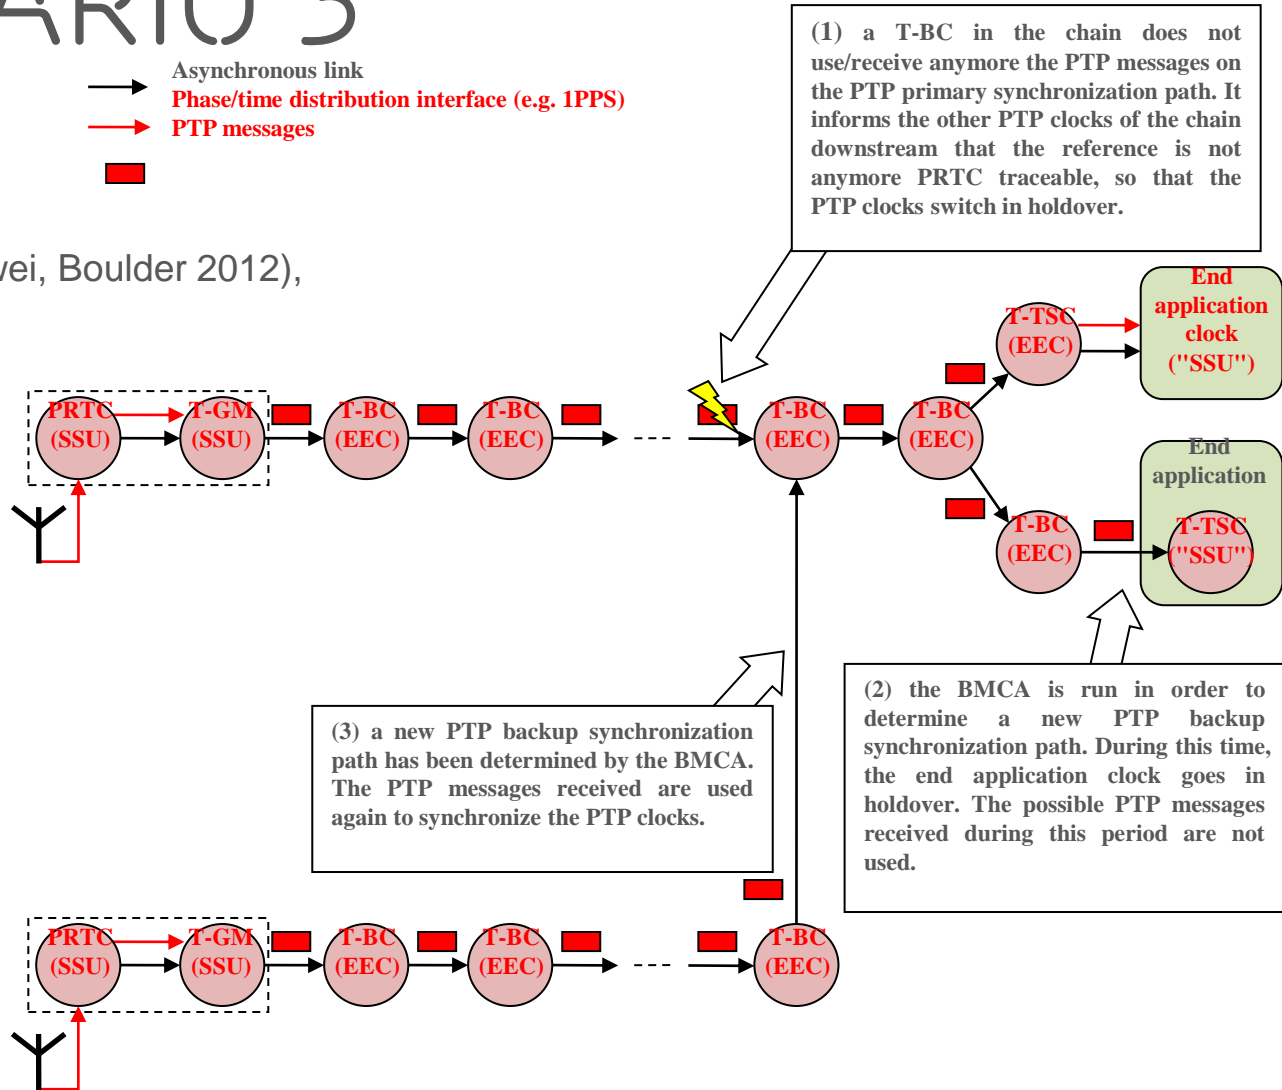 ARIO 3
Asynchronous link
Phase/time distribution interface (e.g. 1PPS)
PTP messages
(1) a T-BC in the chain does not
use/receive anymore the PTP messages on
the PTP primary synchronization path. It
informs the other PTP clocks of the chain
downstream that the reference is not
anymore PRTC traceable, so that the
PTP clocks switch in holdover.
wei, Boulder 2012),
PRTC
(SSU)
T-GM
(SSU)
T-BC
(EEC)
T-BC
(EEC)
T-BC
(EEC)
T-BC
(EEC)
T-TSC
(EEC)
End
application
clock
("SSU")
T-BC
(EEC)
End
application
T-TSC
("SSU")
(3) a new PTP backup synchronization
path has been determined by the BMCA.
The PTP messages received are used
again to synchronize the PTP clocks.
(2) the BMCA is run in order to
determine a new PTP backup
synchronization path. During this time,
the end application clock goes in
holdover. The possible PTP messages
received during this period are not
used.
PRTC
(SSU)
T-GM
(SSU)
T-BC
(EEC)
T-BC
(EEC)
T-BC
(EEC)